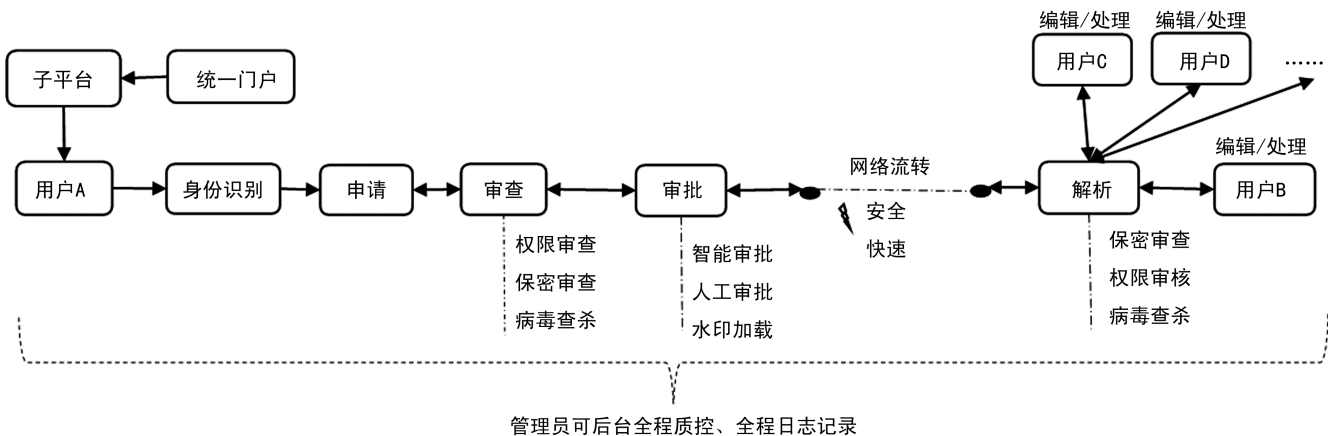 编辑/处理
编辑/处理
子平台
统一门户
用户C
用户D
……
用户A
身份识别
申请
审查
审批
网络流转
安全
快速
解析
编辑/处理
用户B
权限审查
保密审查
病毒查杀
智能审批
人工审批
水印加载
保密审查
权限审核
病毒查杀
管理员可后台全程质控、全程日志记录